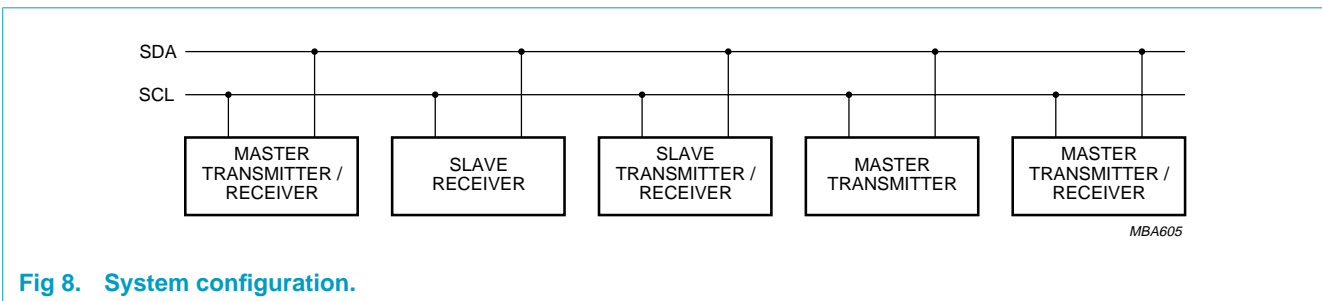 SDA
SCL
MASTER
TRANSMITTER /
RECEIVER
SLAVE
RECEIVER
SLAVE
TRANSMITTER /
RECEIVER
MASTER
TRANSMITTER
MASTER
TRANSMITTER /
RECEIVER
MBA605
Fig 8. System configuration.